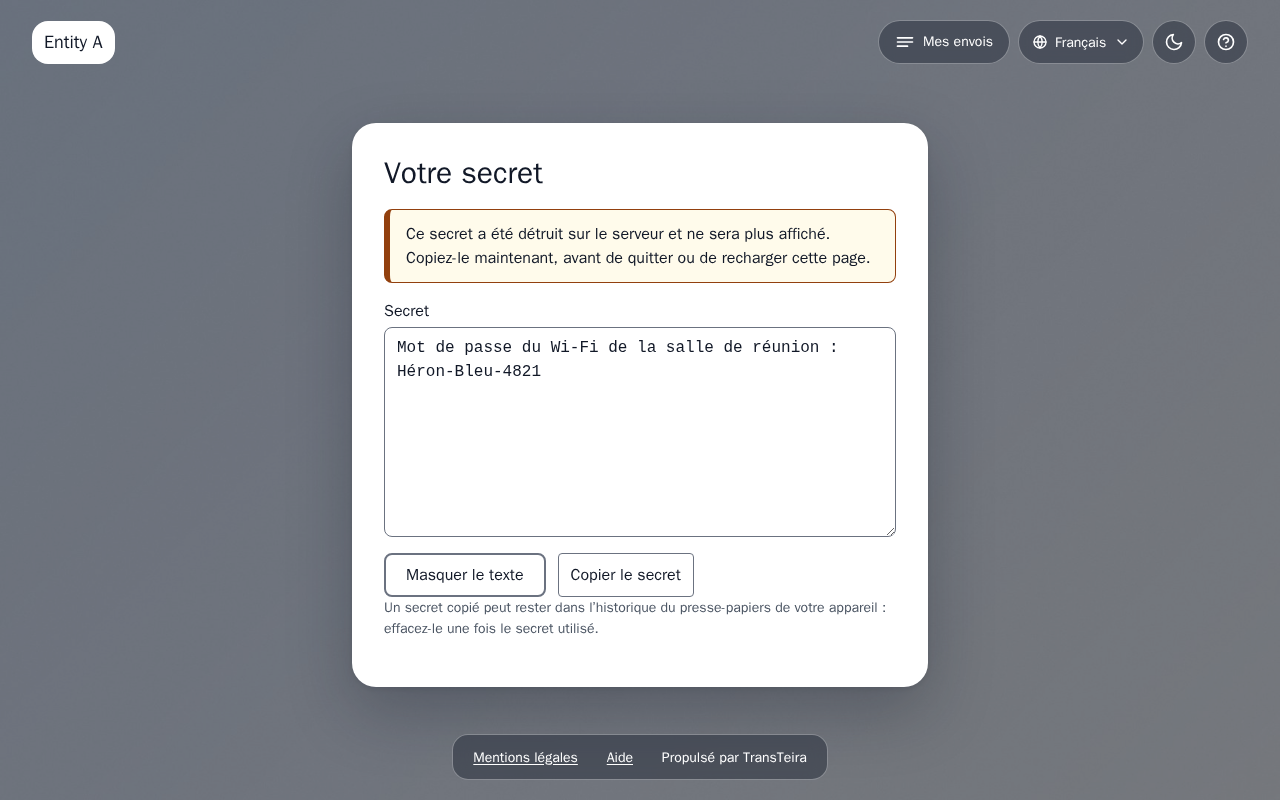 Entity A
Mes envois
Français
Votre secret
Ce secret a été détruit sur le serveur et ne sera plus affiché.
Copiez-le maintenant, avant de quitter ou de recharger cette page.
Secret
Mot de passe du Wi-Fi de la salle de réunion :
Héron-Bleu-4821
Masquer le texte
Copier le secret
Un secret copié peut rester dans l’historique du presse-papiers de votre appareil :
effacez-le une fois le secret utilisé.
Mentions légales
Aide
Propulsé par TransTeira